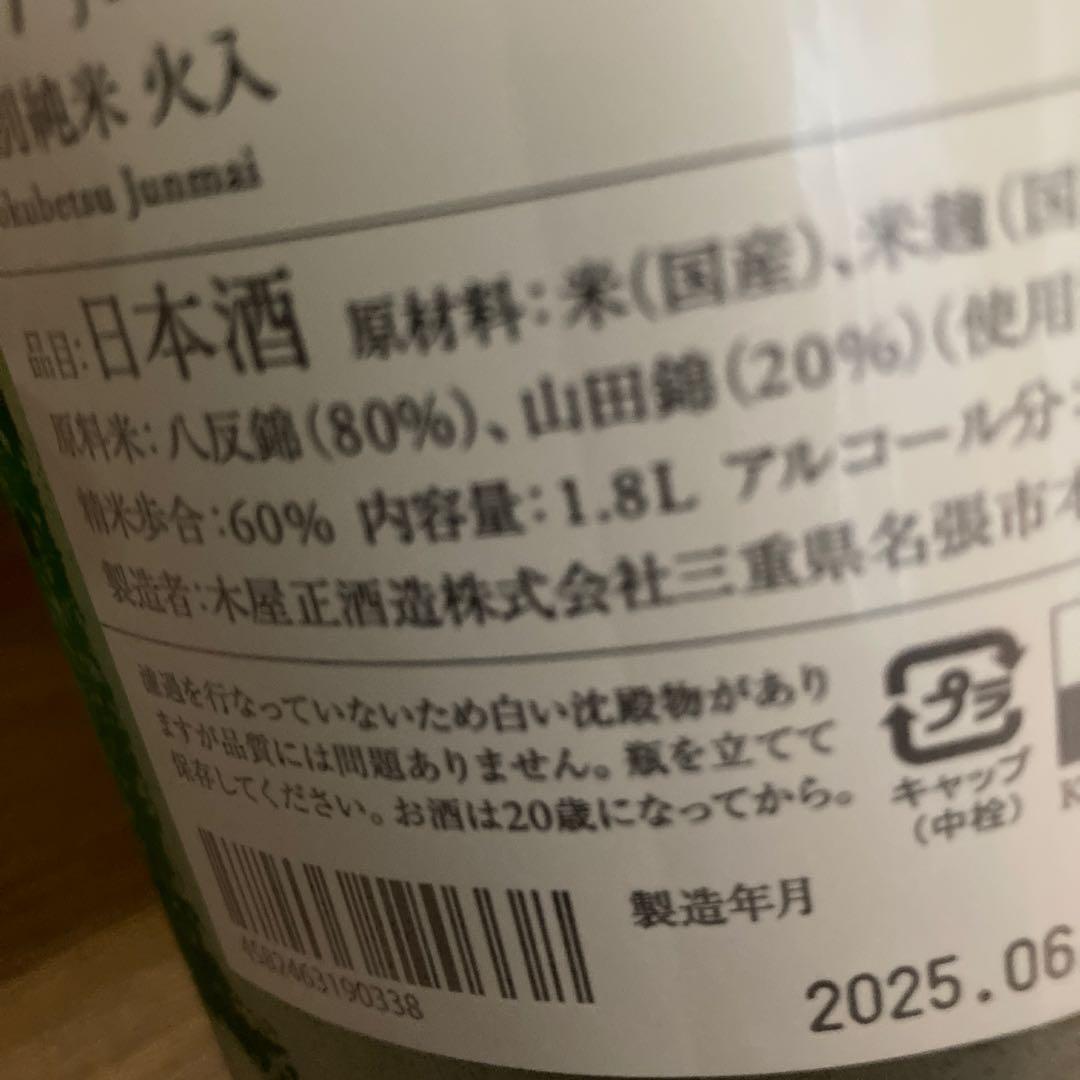 別純米 火入
okubetsu Junmai
品目:日本酒 原材料:米(国産)、米麹(国
原料米:八反錦(80%)、山田錦(20%)(使用
精米歩合:60% 内容量:1.8L アルコール分
製造者:木屋正酒造株式会社三重県名張市本
濾過を行なっていないため白い沈殿物があり
ますが品質には問題ありません。瓶を立てて
保存してください。お酒は20歳になってから。
プラ
キャップ
(中栓)
K
4582463190338
製造年月
2025.06